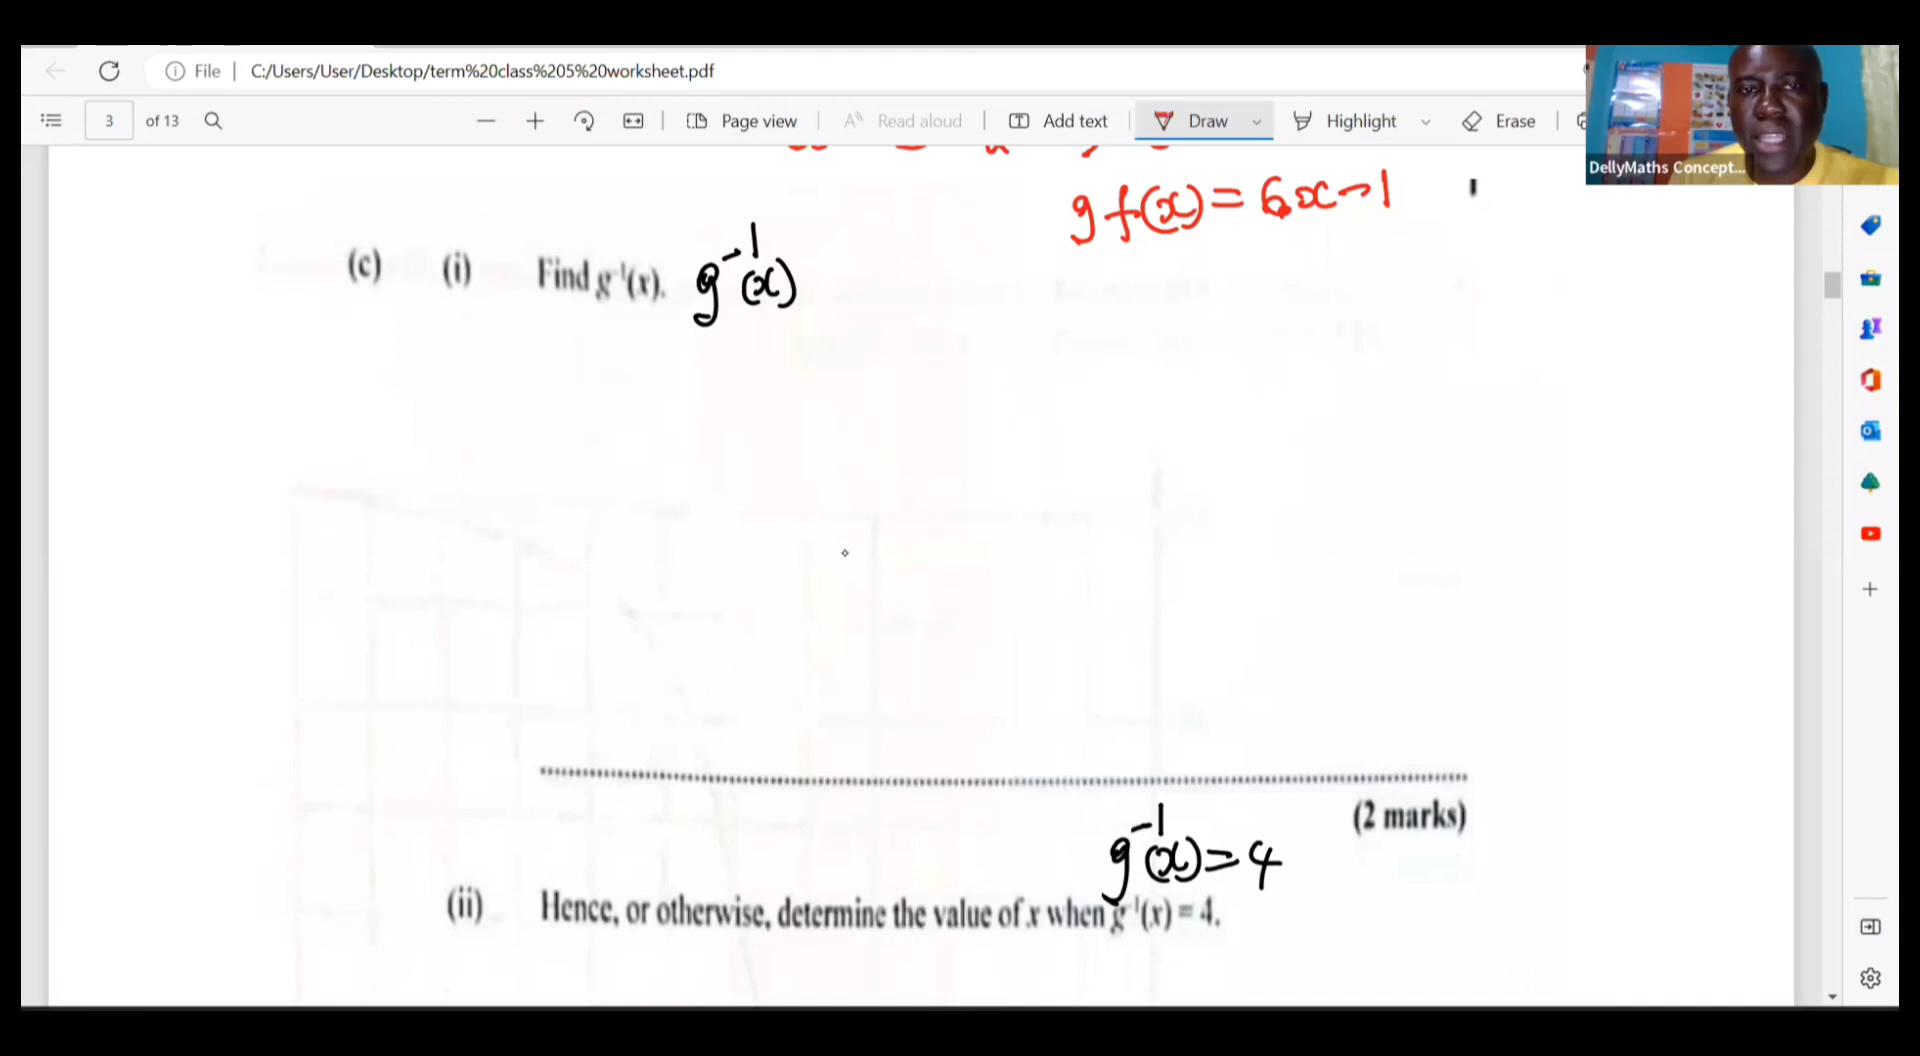 File | C:/Users/User/Desktop/term%20class%205%20worksheet.pdf
3 of 13 Page view Read aloud Draw Highlight Erase
DellyMaths Concept...
gf(x) = 6x-1
(c) (i) Find g⁻¹(x). g⁻¹(x)
(2 marks)
g⁻¹(x) = 4
(ii) Hence, or otherwise, determine the value of x when g⁻¹(x) = 4.